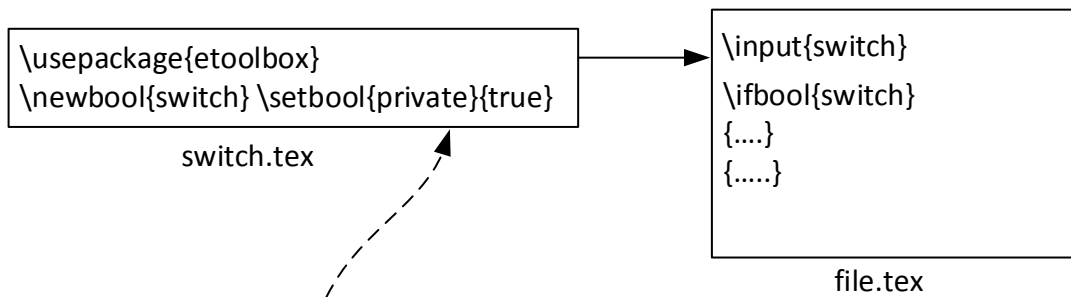 \usepackage{etoolbox}
\newbool{switch} \setbool{private}{true}
switch.tex
\input{switch}
\ifbool{switch}
{....}
{.....}
file.tex